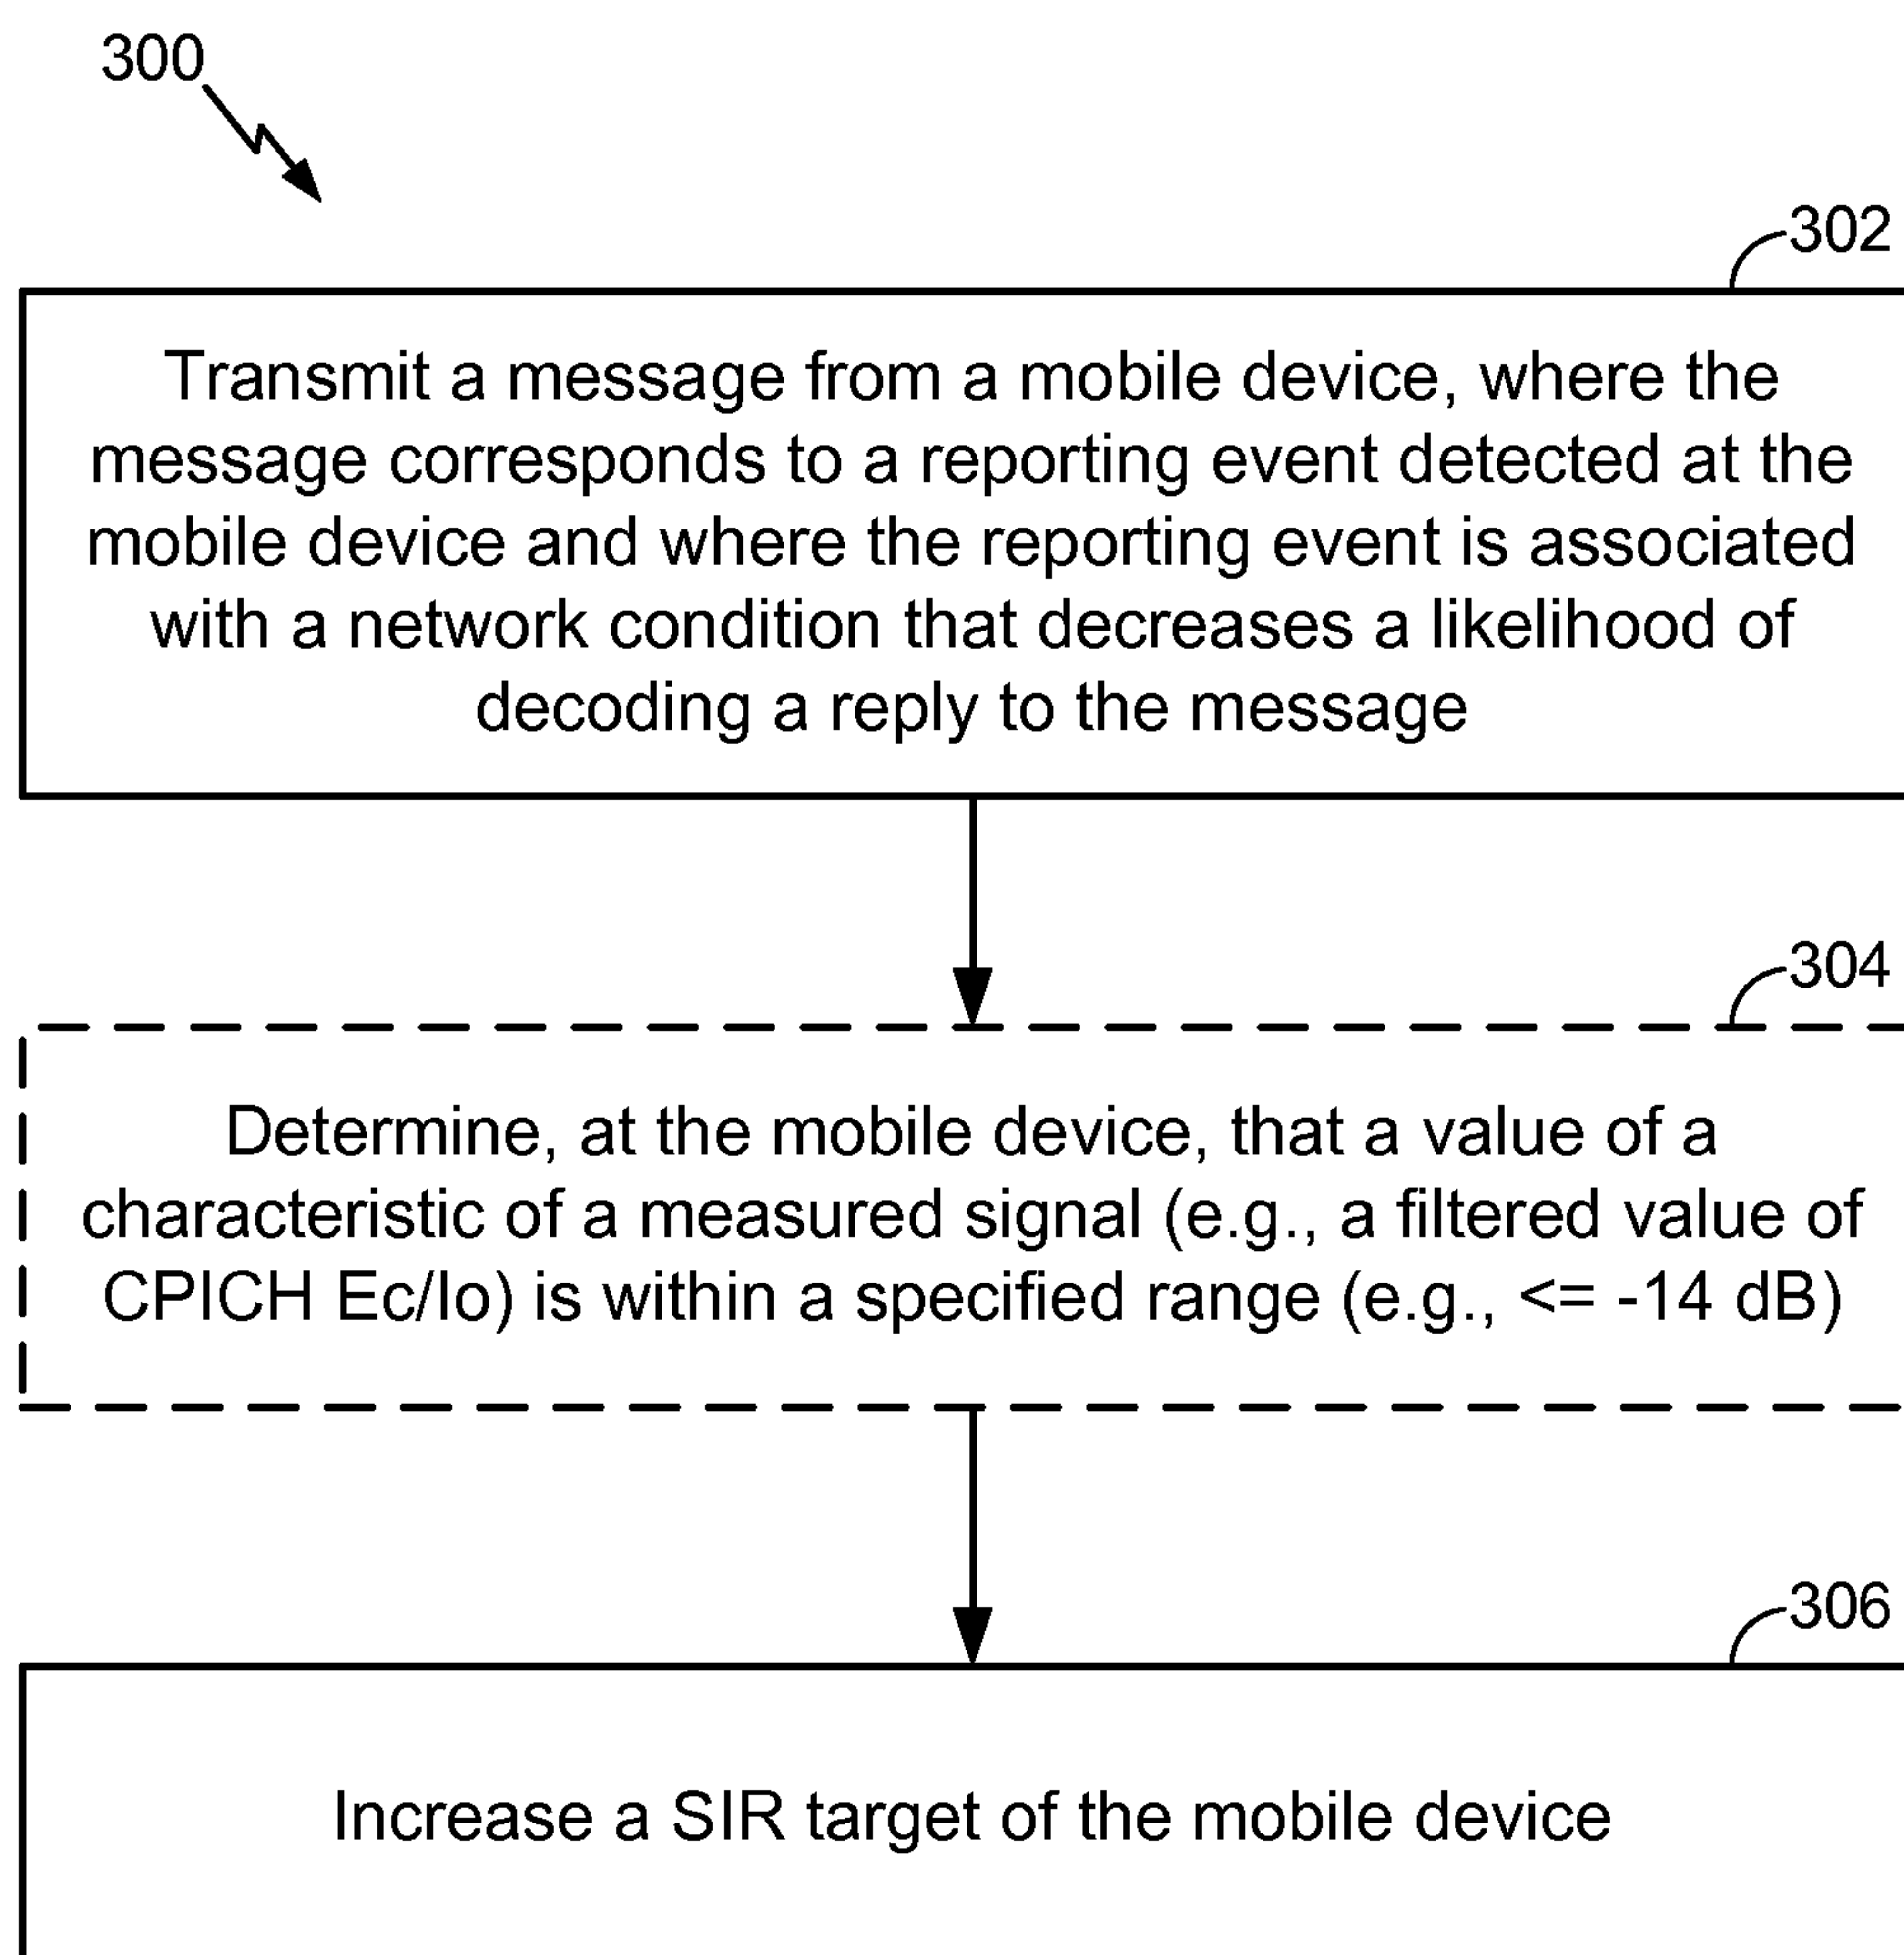 300
302
Transmit a message from a mobile device, where the
message corresponds to a reporting event detected at the
mobile device and where the reporting event is associated
with a network condition that decreases a likelihood of
decoding a reply to the message
304
Determine, at the mobile device, that a value of a
characteristic of a measured signal (e.g., a filtered value of
CPICH Ec/Io) is within a specified range (e.g., <= -14 dB)
306
Increase a SIR target of the mobile device